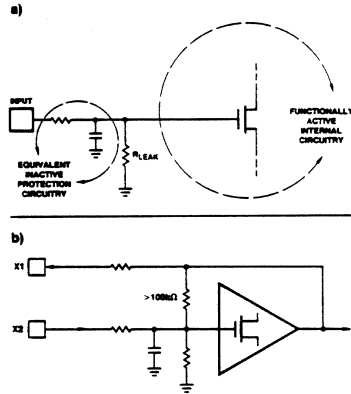 a)
INPUT
EQUIVALENT
INACTIVE
PROTECTION
CIRCUITRY
RLEAK
FUNCTIONALLY
ACTIVE
INTERNAL
CIRCUITRY
b)
X1
>100kΩ
X2